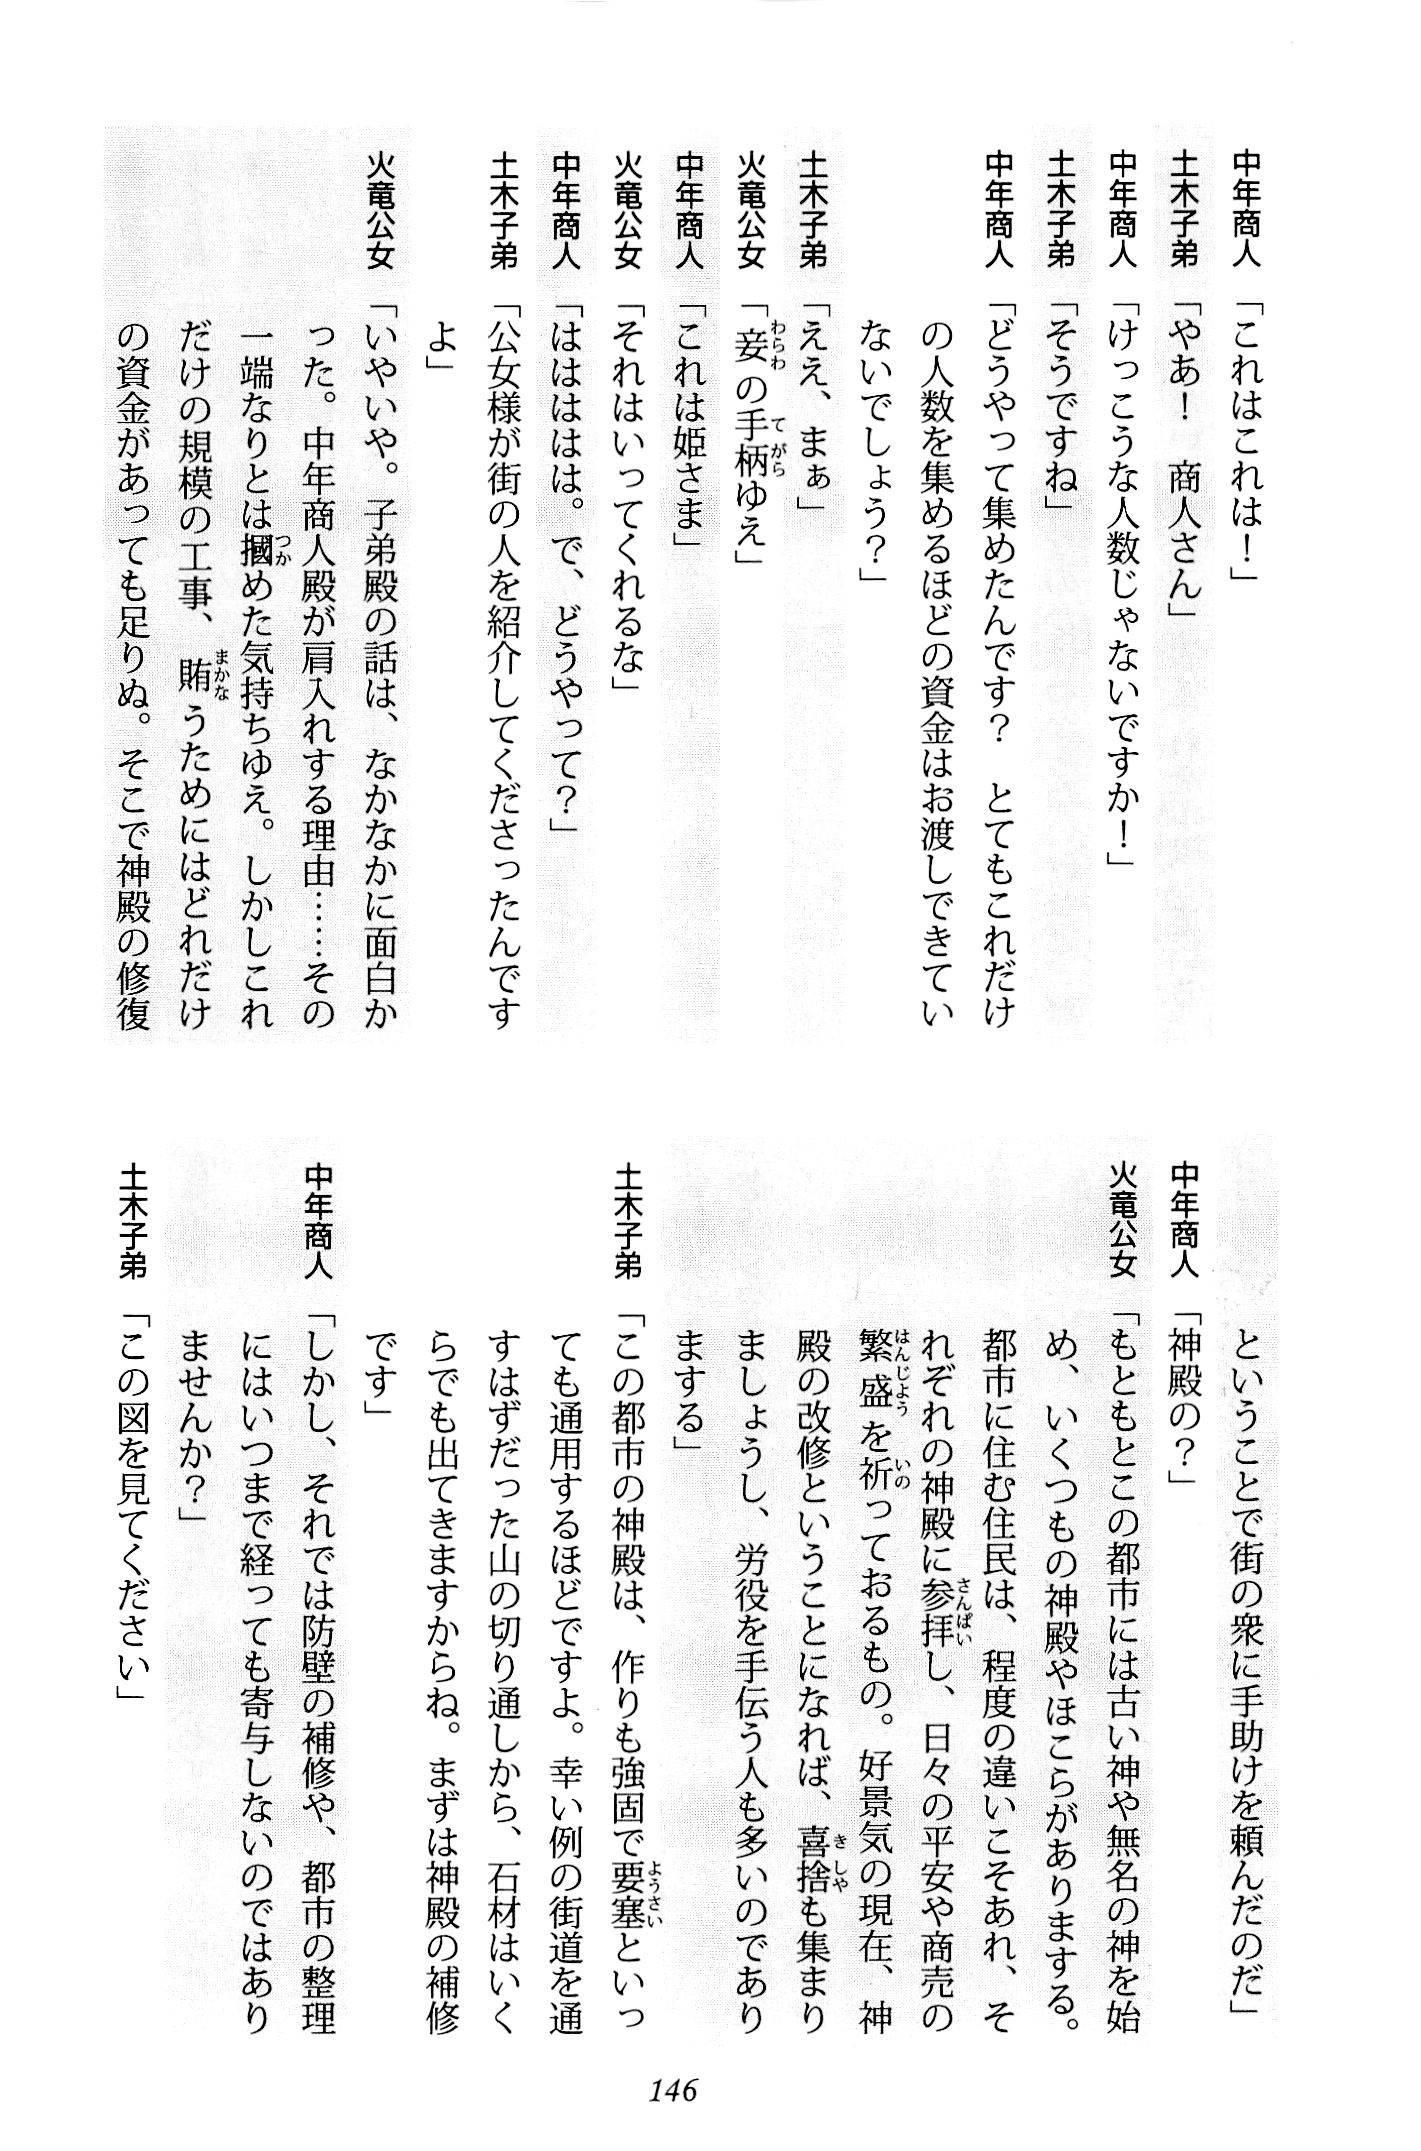 中年商人「これはこれは！」
土木子弟「やあ！　商人さん」
中年商人「けっこうな人数じゃないですか！」
土木子弟「そうですね」
中年商人「どうやって集めたんです？　とてもこれだけ
の人数を集めるほどの資金はお渡しできてい
ないでしょう？」
土木子弟「ええ、まぁ」
火竜公女「妾の手柄ゆえ」
中年商人「これは姫さま」
火竜公女「それはいってくれるな」
中年商人「はははは。で、どうやって？」
土木子弟「公女様が街の人を紹介してくださったんです
よ」
火竜公女「いやいや。子弟殿の話は、なかなかに面白か
った。中年商人殿が肩入れする理由……その
一端なりとは摑めた気持ちゆえ。しかしこれ
だけの規模の工事、賄うためにはどれだけ
の資金があっても足りぬ。そこで神殿の修復
ということで街の衆に手助けを頼んだのだ」
中年商人「神殿の？」
火竜公女「もともとこの都市には古い神や無名の神を始
め、いくつもの神殿やほこらがありまする。
都市に住む住民は、程度の違いこそあれ、そ
れぞれの神殿に参拝し、日々の平安や商売の
繁盛を祈っておるもの。好景気の現在、神
殿の改修ということになれば、喜捨も集まり
ましょうし、労役を手伝う人も多いのであり
まする」
土木子弟「この都市の神殿は、作りも強固で要塞といっ
ても通用するほどですよ。幸い例の街道を通
すはずだった山の切り通しから、石材はいく
らでも出てきますからね。まずは神殿の補修
です」
中年商人「しかし、それでは防壁の補修や、都市の整理
にはいつまで経っても寄与しないのではあり
ませんか？」
土木子弟「この図を見てください」
146